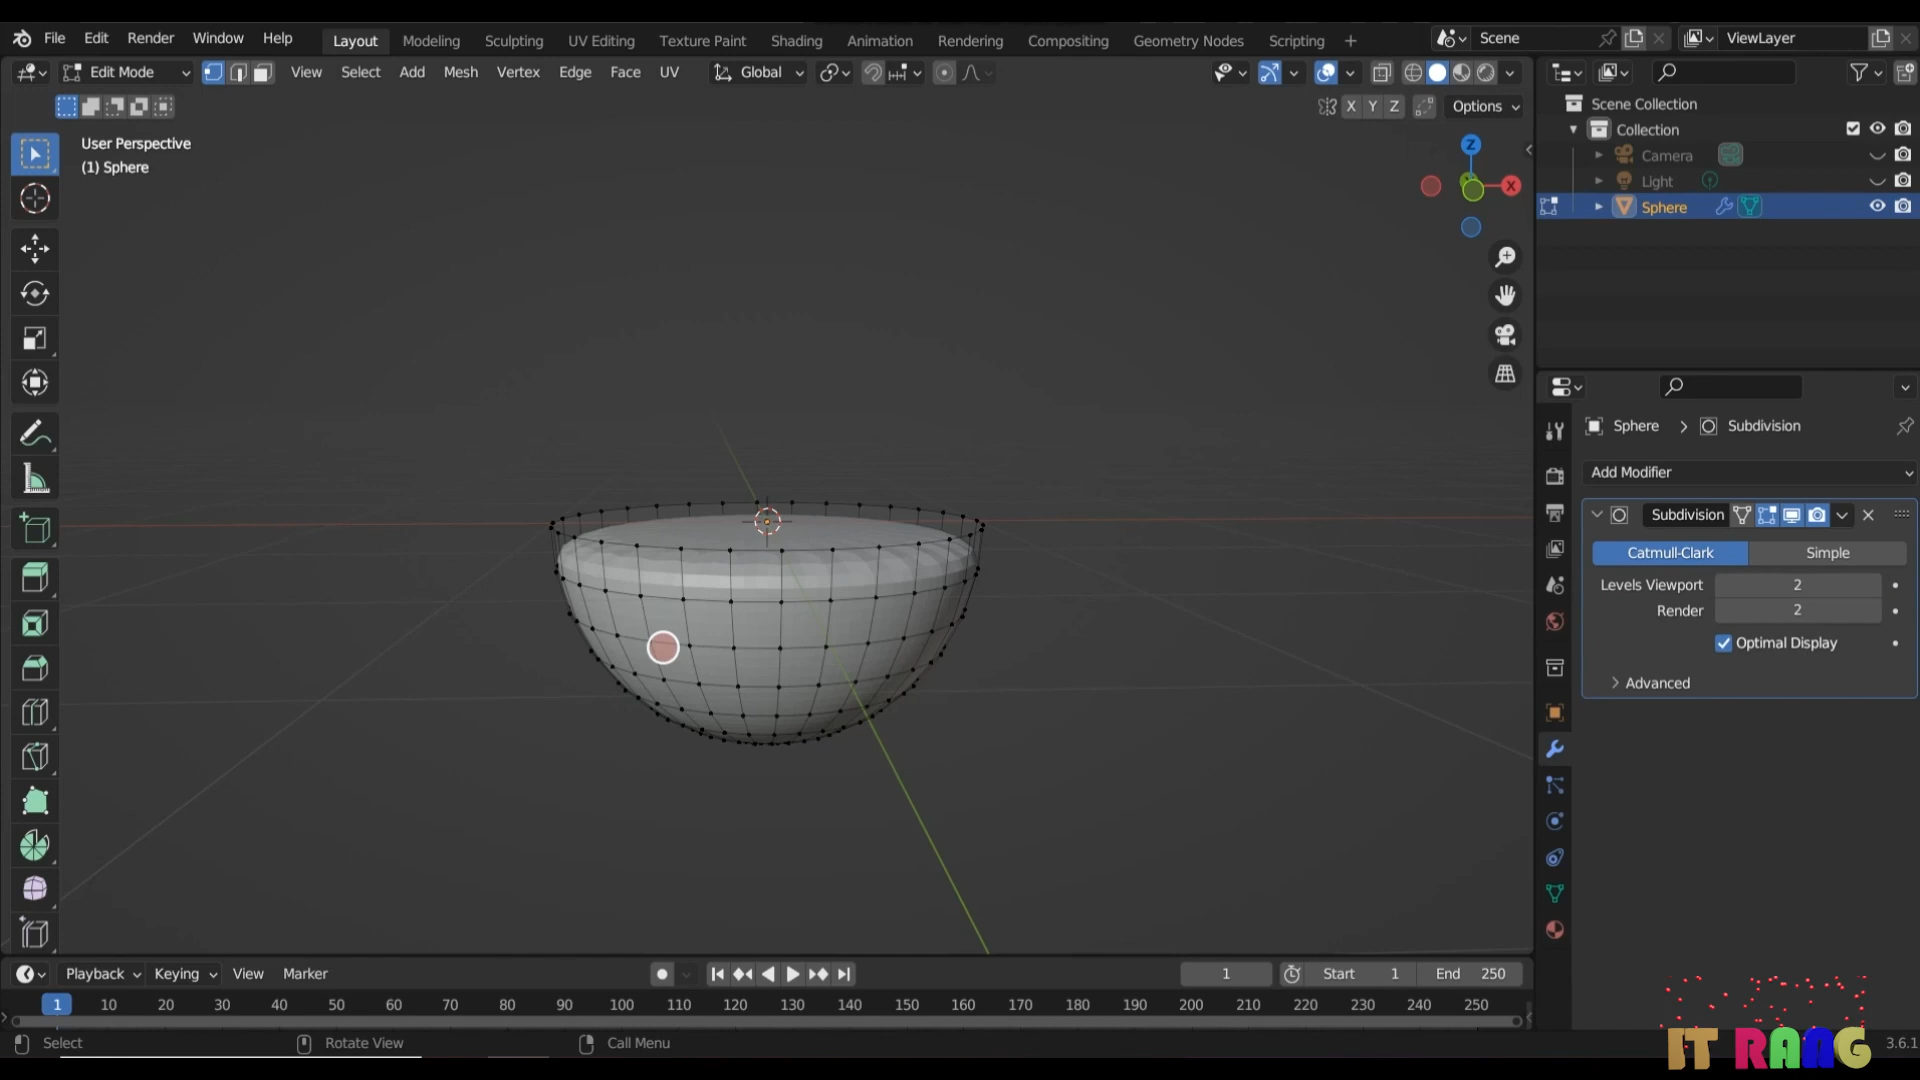 File Edit Render Window Help Layout Modeling Sculpting UV Editing Texture Paint Shading Animation Rendering Compositing Geometry Nodes Scripting + Scene ViewLayer
Edit Mode View Select Add Mesh Vertex Edge Face UV Global
X Y Z Options
User Perspective
(1) Sphere
Z
X
Scene Collection
Collection
Camera
Light
Sphere
Sphere > Subdivision
Add Modifier
Subdivision
Catmull-Clark Simple
Levels Viewport 2
Render 2
Optimal Display
Advanced
Playback Keying View Marker 1 Start 1 End 250
1 10 20 30 40 50 60 70 80 90 100 110 120 130 140 150 160 170 180 190 200 210 220 230 240 250
Select Rotate View Call Menu 3.6.1
IT RANG